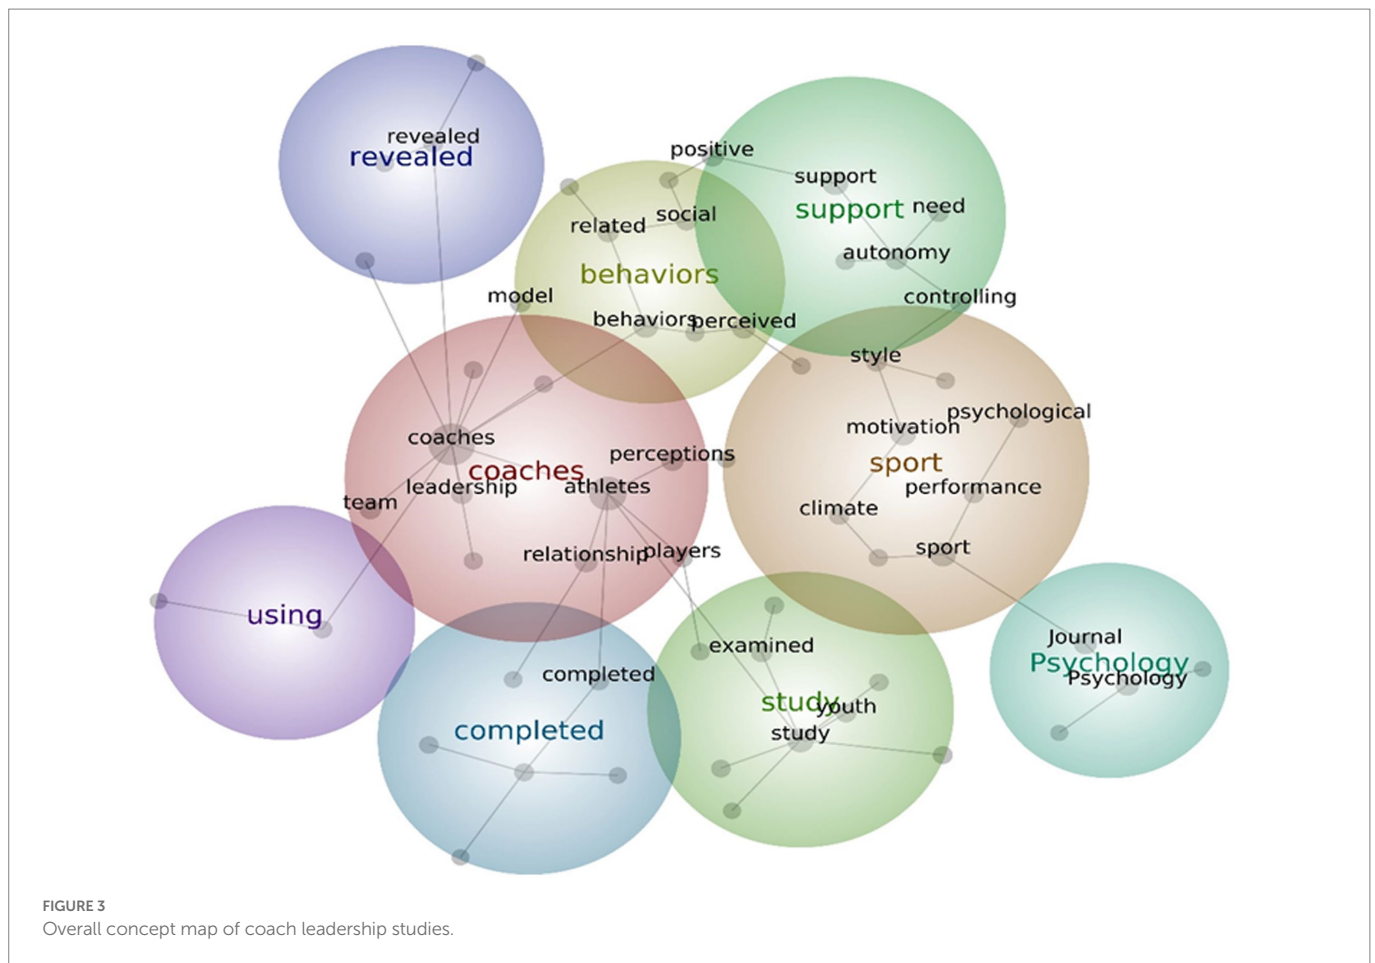 revealed
revealed
positive
support
support
need
related
social
autonomy
behaviors
model
controlling
behaviors
perceived
style
coaches
coaches
perceptions
leadership
athletes
team
relationship
players
motivation
psychological
sport
performance
climate
sport
using
completed
completed
examined
study
youth
study
Journal
Psychology
Psychology
FIGURE 3
Overall concept map of coach leadership studies.